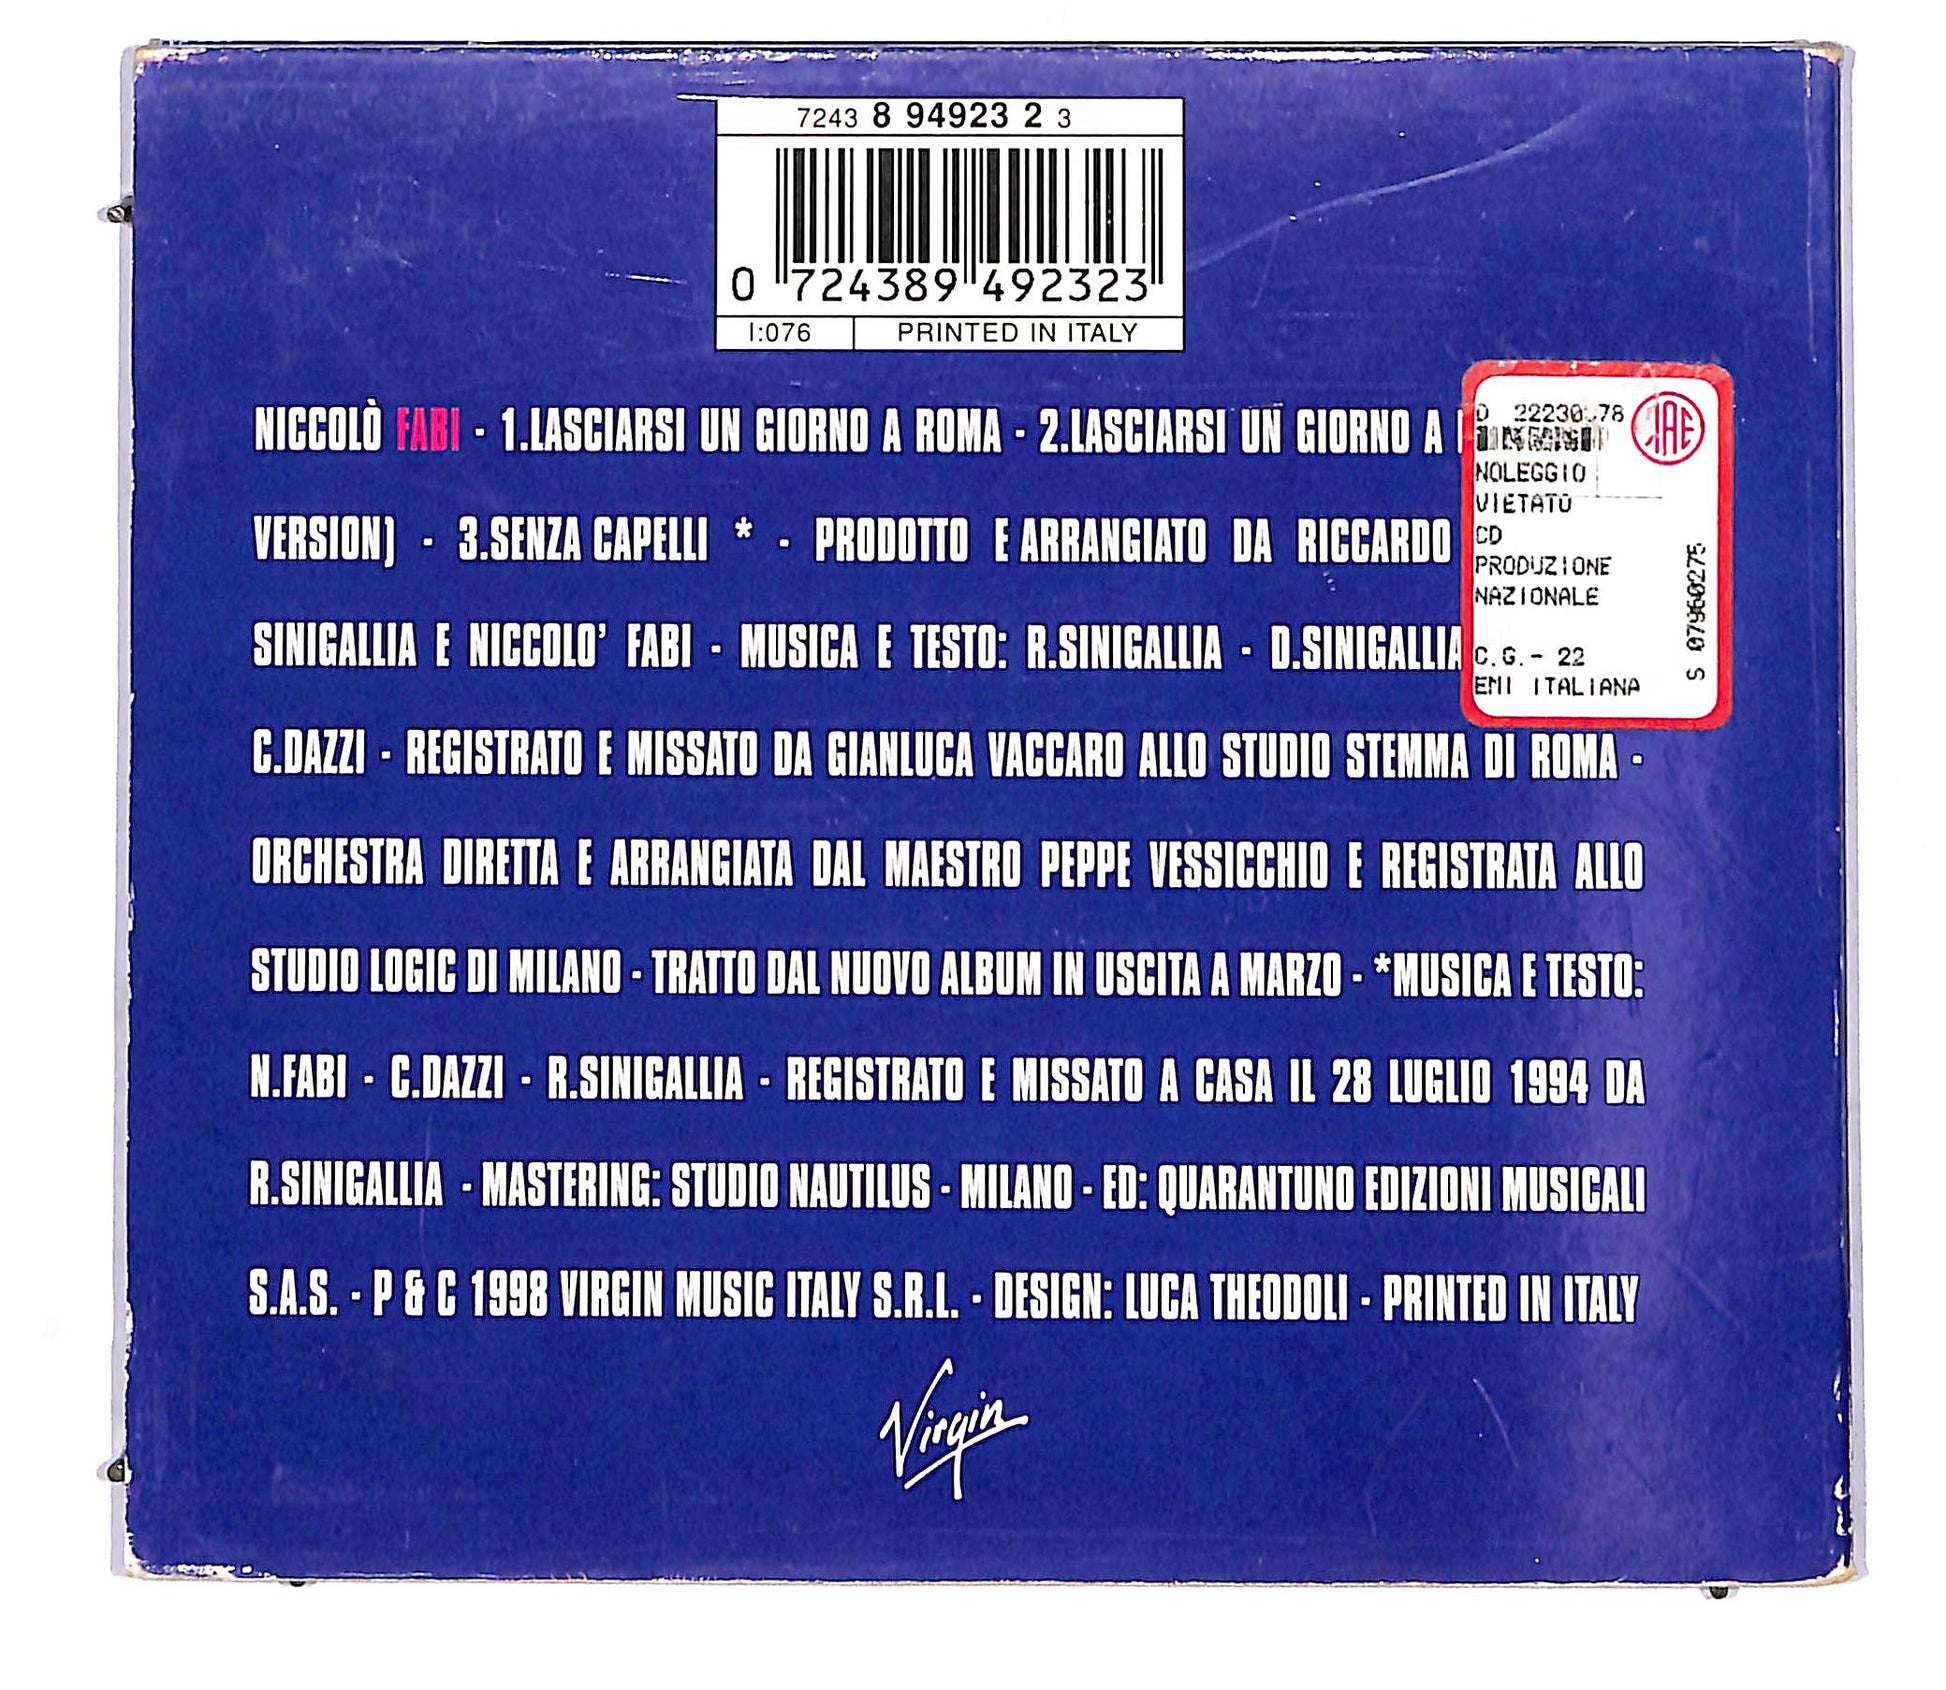 7243 8 94923 2 3
0 724389 492323
I:076 PRINTED IN ITALY
NICCOLÒ FABI - 1.LASCIARSI UN GIORNO A ROMA - 2.LASCIARSI UN GIORNO A
VERSION) - 3.SENZA CAPELLI * - PRODOTTO E ARRANGIATO DA RICCARDO
SINIGALLIA E NICCOLO' FABI - MUSICA E TESTO: R.SINIGALLIA - D.SINIGALLIA
C.DAZZI - REGISTRATO E MISSATO DA GIANLUCA VACCARO ALLO STUDIO STEMMA DI ROMA -
ORCHESTRA DIRETTA E ARRANGIATA DAL MAESTRO PEPPE VESSICCHIO E REGISTRATA ALLO
STUDIO LOGIC DI MILANO - TRATTO DAL NUOVO ALBUM IN USCITA A MARZO - *MUSICA E TESTO:
N.FABI - C.DAZZI - R.SINIGALLIA - REGISTRATO E MISSATO A CASA IL 28 LUGLIO 1994 DA
R.SINIGALLIA - MASTERING: STUDIO NAUTILUS - MILANO - ED: QUARANTUNO EDIZIONI MUSICALI
S.A.S. - P & C 1998 VIRGIN MUSIC ITALY S.R.L. - DESIGN: LUCA THEODOLI - PRINTED IN ITALY
Virgin
D
NOLEGGIO
VIETATO
CD
PRODUZIONE
NAZIONALE
C.G.- 22
EMI ITALIANA
S 079660275